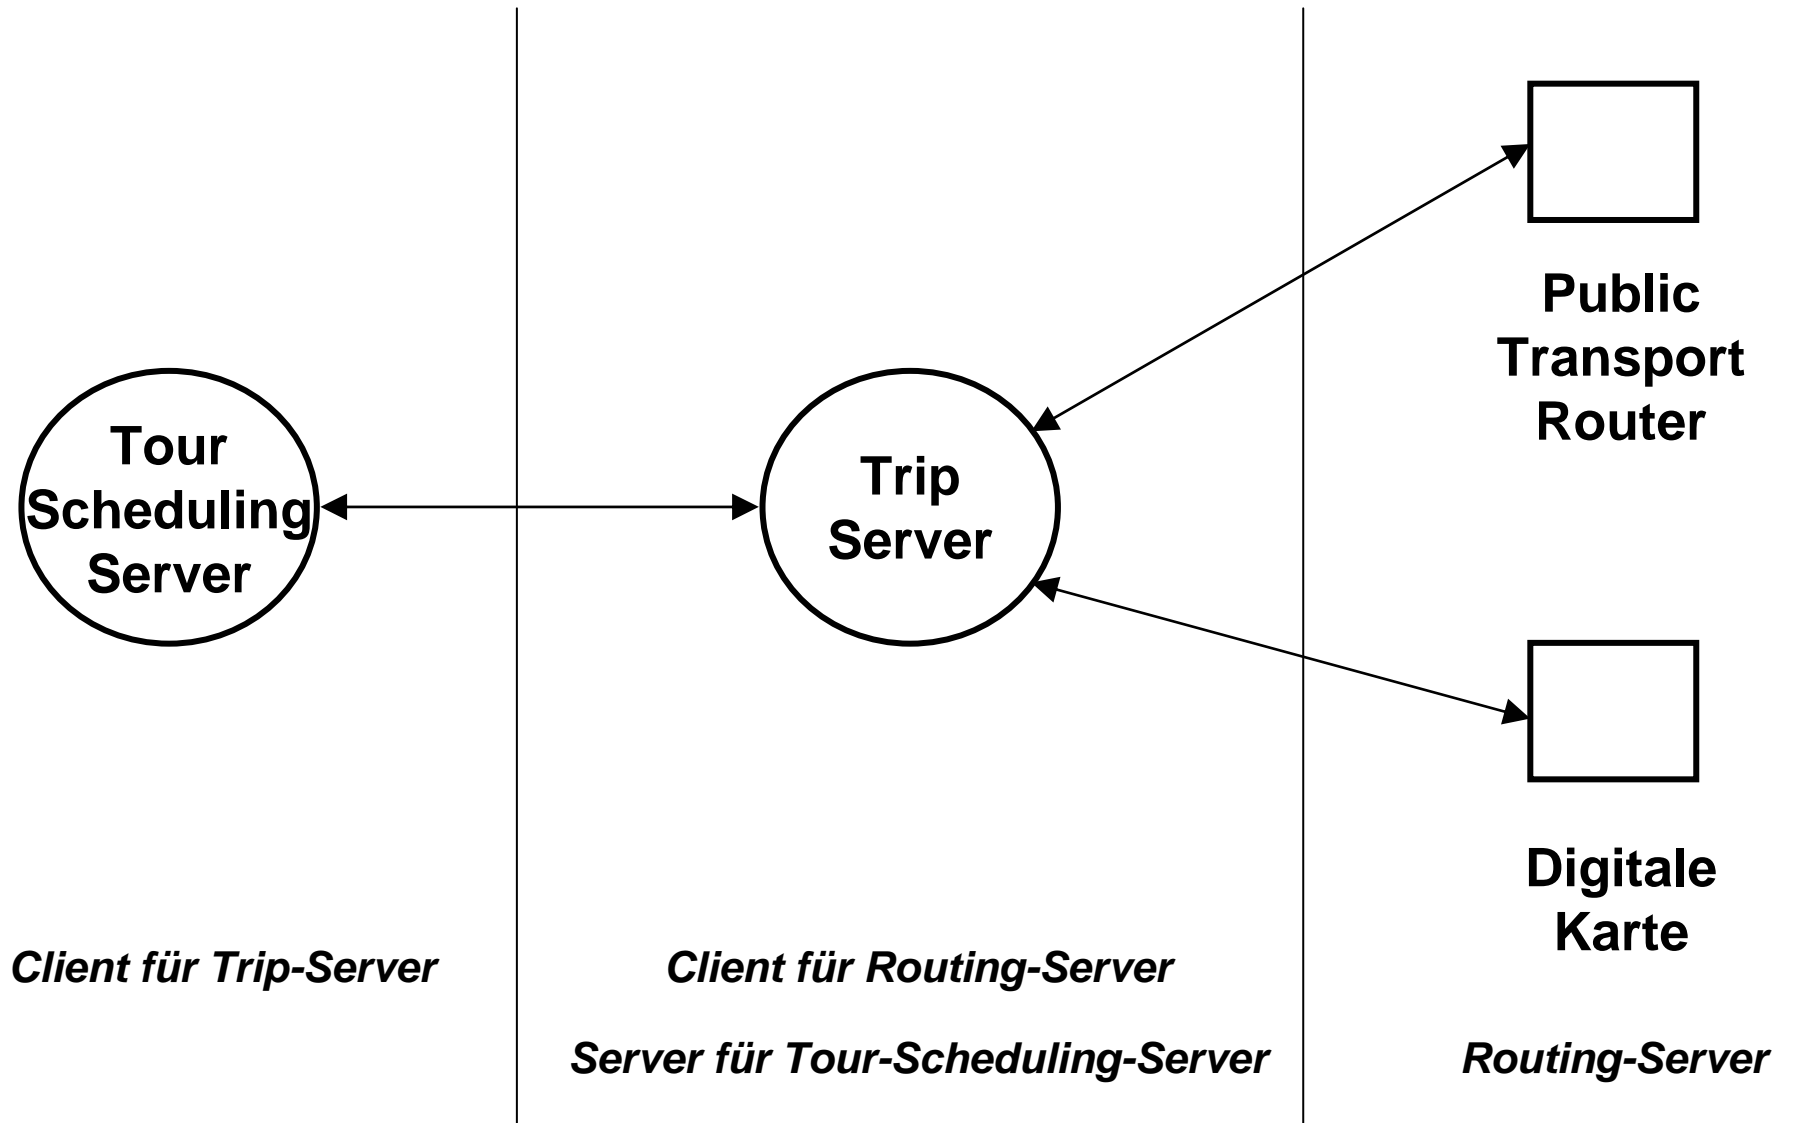 Tour
Scheduling
Server
Trip
Server
Public
Transport
Router
Digitale
Karte
Client für Trip-Server
Client für Routing-Server
Server für Tour-Scheduling-Server
Routing-Server